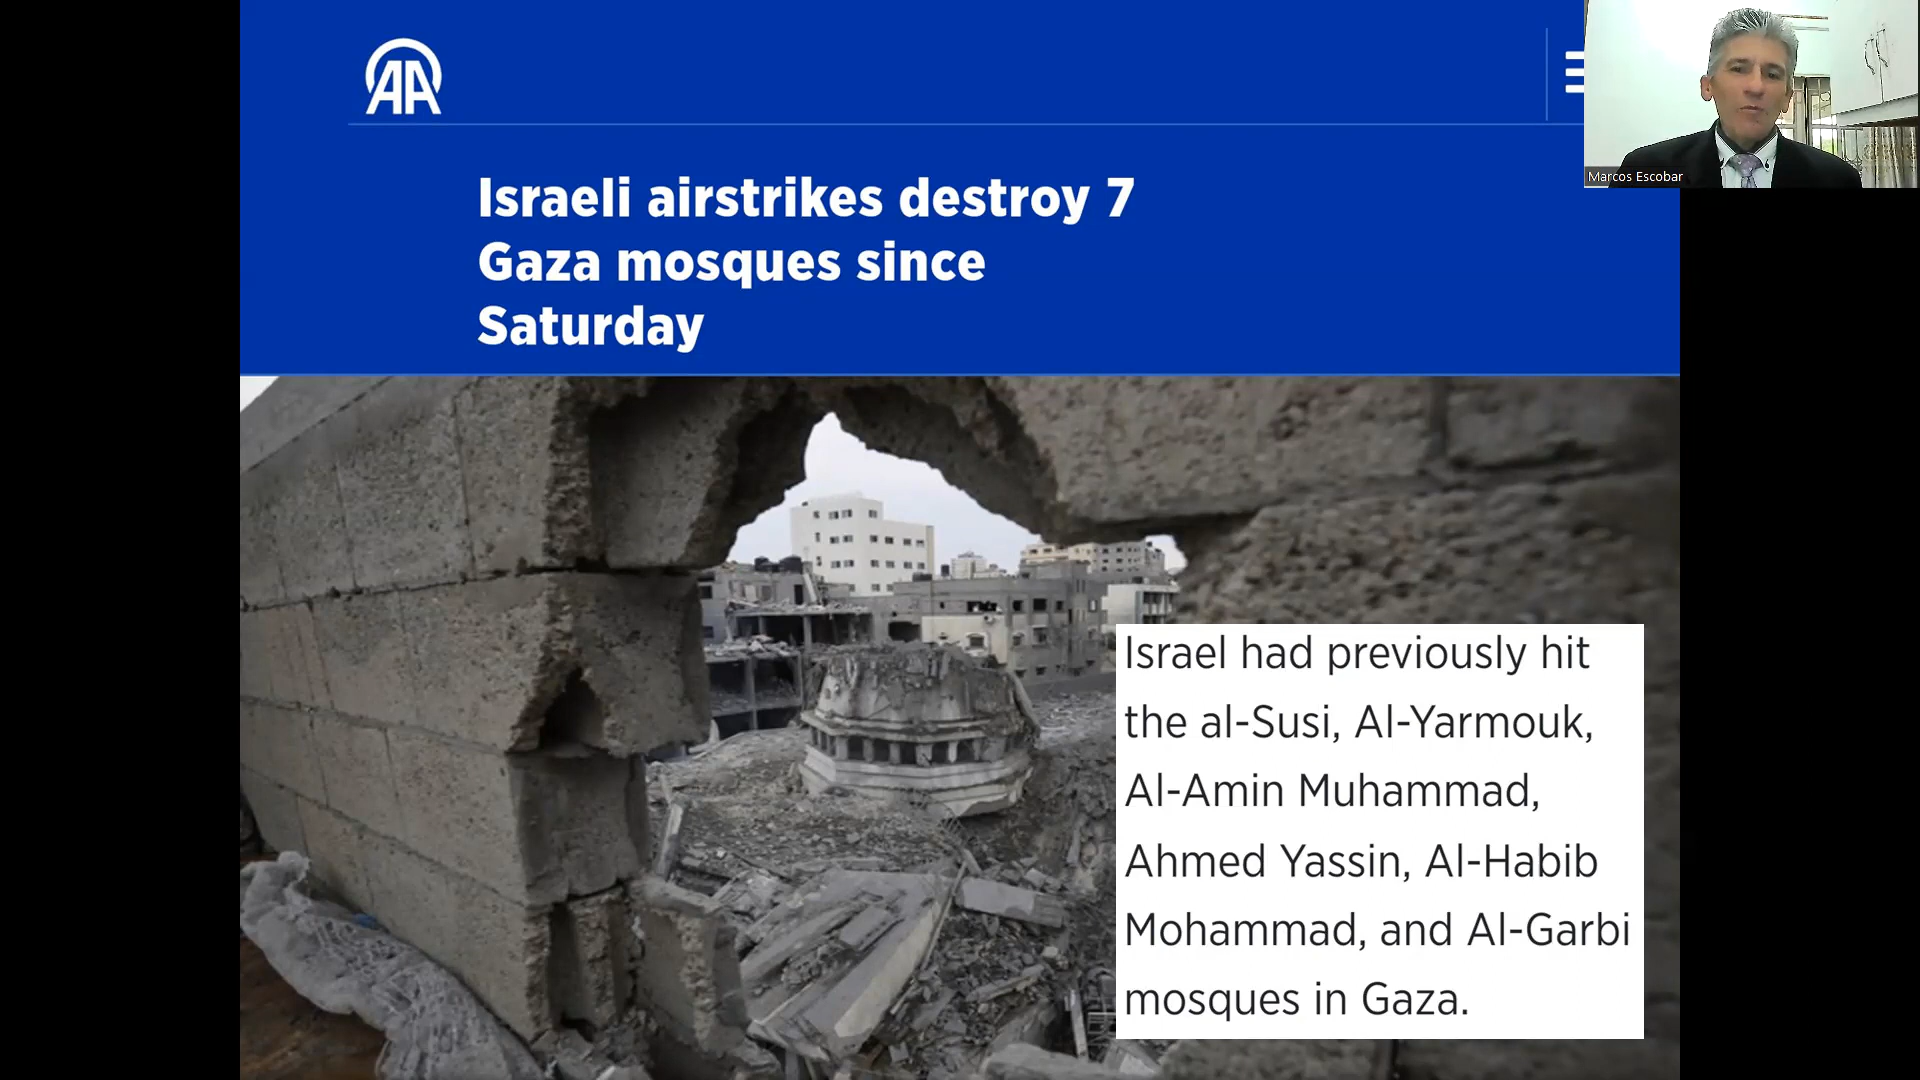 AA
Israeli airstrikes destroy 7
Gaza mosques since
Saturday
Marcos Escobar
Israel had previously hit
the al-Susi, Al-Yarmouk,
Al-Amin Muhammad,
Ahmed Yassin, Al-Habib
Mohammad, and Al-Garbi
mosques in Gaza.